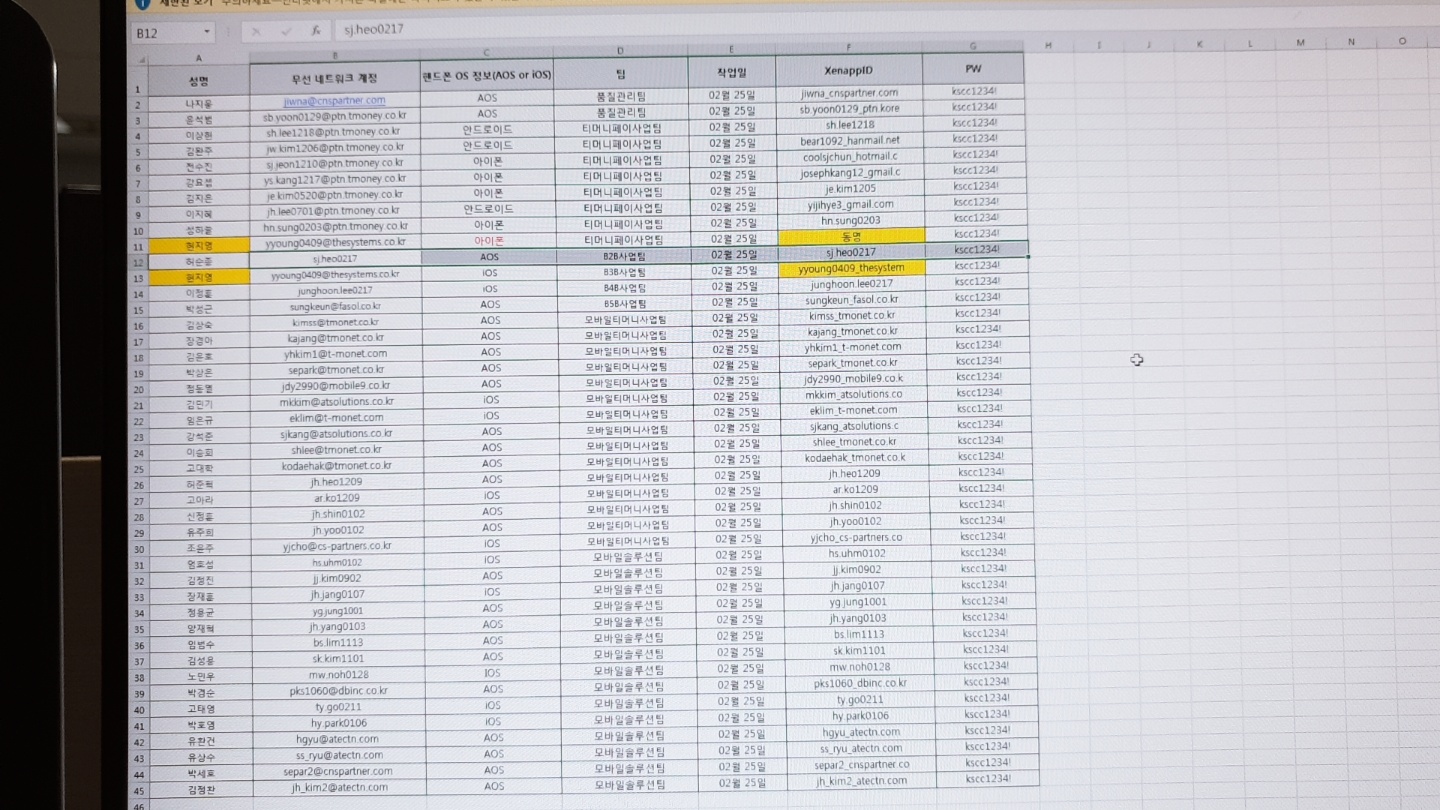 B12 fx sj.heo0217
A B C D E F G H I J K L M N O
1 성명 무선 네트워크 계정 핸드폰 OS 정보(AOS or iOS) 팀 작업일 XenappID PW
2 나지웅 jiwna@cnspartner.com AOS 품질관리팀 02월 25일 jiwna_cnspartner.com kscc1234!
3 윤석범 sb.yoon0129@ptn.tmoney.co.kr AOS 품질관리팀 02월 25일 sb.yoon0129_ptn.kore kscc1234!
4 이상현 sh.lee1218@ptn.tmoney.co.kr 안드로이드 티머니페이사업팀 02월 25일 sh.lee1218 kscc1234!
5 김완주 jw.kim1206@ptn.tmoney.co.kr 안드로이드 티머니페이사업팀 02월 25일 bear1092_hanmail.net kscc1234!
6 전수진 sj.jeon1210@ptn.tmoney.co.kr 아이폰 티머니페이사업팀 02월 25일 coolsjchun_hotmail.c kscc1234!
7 강요셉 ys.kang1217@ptn.tmoney.co.kr 아이폰 티머니페이사업팀 02월 25일 josephkang12_gmail.c kscc1234!
8 김지은 je.kim0520@ptn.tmoney.co.kr 아이폰 티머니페이사업팀 02월 25일 je.kim1205 kscc1234!
9 이지혜 jh.lee0701@ptn.tmoney.co.kr 안드로이드 티머니페이사업팀 02월 25일 yijihye3_gmail.com kscc1234!
10 성하늘 hn.sung0203@ptn.tmoney.co.kr 아이폰 티머니페이사업팀 02월 25일 hn.sung0203 kscc1234!
11 현지영 yyoung0409@thesystems.co.kr 아이폰 티머니페이사업팀 02월 25일 동명 kscc1234!
12 허순종 sj.heo0217 AOS B2B사업팀 02월 25일 sj.heo0217 kscc1234!
13 현지영 yyoung0409@thesystems.co.kr iOS B3B사업팀 02월 25일 yyoung0409_thesystem kscc1234!
14 이정훈 junghoon.lee0217 iOS B4B사업팀 02월 25일 junghoon.lee0217 kscc1234!
15 박성근 sungkeun@fasol.co.kr AOS B5B사업팀 02월 25일 sungkeun_fasol.co.kr kscc1234!
16 김상숙 kimss@tmonet.co.kr AOS 모바일티머니사업팀 02월 25일 kimss_tmonet.co.kr kscc1234!
17 장경아 kajang@tmonet.co.kr AOS 모바일티머니사업팀 02월 25일 kajang_tmonet.co.kr kscc1234!
18 김윤호 yhkim1@t-monet.com AOS 모바일티머니사업팀 02월 25일 yhkim1_t-monet.com kscc1234!
19 박상은 separk@tmonet.co.kr AOS 모바일티머니사업팀 02월 25일 separk_tmonet.co.kr kscc1234!
20 정동열 jdy2990@mobile9.co.kr AOS 모바일티머니사업팀 02월 25일 jdy2990_mobile9.co.k kscc1234!
21 김민기 mkkim@atsolutions.co.kr iOS 모바일티머니사업팀 02월 25일 mkkim_atsolutions.co kscc1234!
22 임은규 eklim@t-monet.com iOS 모바일티머니사업팀 02월 25일 eklim_t-monet.com kscc1234!
23 강석준 sjkang@atsolutions.co.kr AOS 모바일티머니사업팀 02월 25일 sjkang_atsolutions.c kscc1234!
24 이승희 shlee@tmonet.co.kr AOS 모바일티머니사업팀 02월 25일 shlee_tmonet.co.kr kscc1234!
25 고대학 kodaehak@tmonet.co.kr AOS 모바일티머니사업팀 02월 25일 kodaehak_tmonet.co.k kscc1234!
26 허준혁 jh.heo1209 AOS 모바일티머니사업팀 02월 25일 jh.heo1209 kscc1234!
27 고아라 ar.ko1209 iOS 모바일티머니사업팀 02월 25일 ar.ko1209 kscc1234!
28 신정훈 jh.shin0102 AOS 모바일티머니사업팀 02월 25일 jh.shin0102 kscc1234!
29 유주희 jh.yoo0102 AOS 모바일티머니사업팀 02월 25일 jh.yoo0102 kscc1234!
30 조윤주 yjcho@cs-partners.co.kr iOS 모바일티머니사업팀 02월 25일 yjcho_cs-partners.co kscc1234!
31 엄호섭 hs.uhm0102 iOS 모바일솔루션팀 02월 25일 hs.uhm0102 kscc1234!
32 김정진 jj.kim0902 AOS 모바일솔루션팀 02월 25일 jj.kim0902 kscc1234!
33 장재훈 jh.jang0107 iOS 모바일솔루션팀 02월 25일 jh.jang0107 kscc1234!
34 정용균 yg.jung1001 AOS 모바일솔루션팀 02월 25일 yg.jung1001 kscc1234!
35 양재혁 jh.yang0103 AOS 모바일솔루션팀 02월 25일 jh.yang0103 kscc1234!
36 임범수 bs.lim1113 AOS 모바일솔루션팀 02월 25일 bs.lim1113 kscc1234!
37 김성용 sk.kim1101 AOS 모바일솔루션팀 02월 25일 sk.kim1101 kscc1234!
38 노민우 mw.noh0128 IOS 모바일솔루션팀 02월 25일 mw.noh0128 kscc1234!
39 박경순 pks1060@dbinc.co.kr AOS 모바일솔루션팀 02월 25일 pks1060_dbinc.co.kr kscc1234!
40 고태영 ty.go0211 iOS 모바일솔루션팀 02월 25일 ty.go0211 kscc1234!
41 박호영 hy.park0106 iOS 모바일솔루션팀 02월 25일 hy.park0106 kscc1234!
42 유환건 hgyu@atectn.com AOS 모바일솔루션팀 02월 25일 hgyu_atectn.com kscc1234!
43 유상수 ss_ryu@atectn.com AOS 모바일솔루션팀 02월 25일 ss_ryu_atectn.com kscc1234!
44 박세호 separ2@cnspartner.com AOS 모바일솔루션팀 02월 25일 separ2_cnspartner.co kscc1234!
45 김정환 jh_kim2@atectn.com AOS 모바일솔루션팀 02월 25일 jh_kim2_atectn.com kscc1234!
46